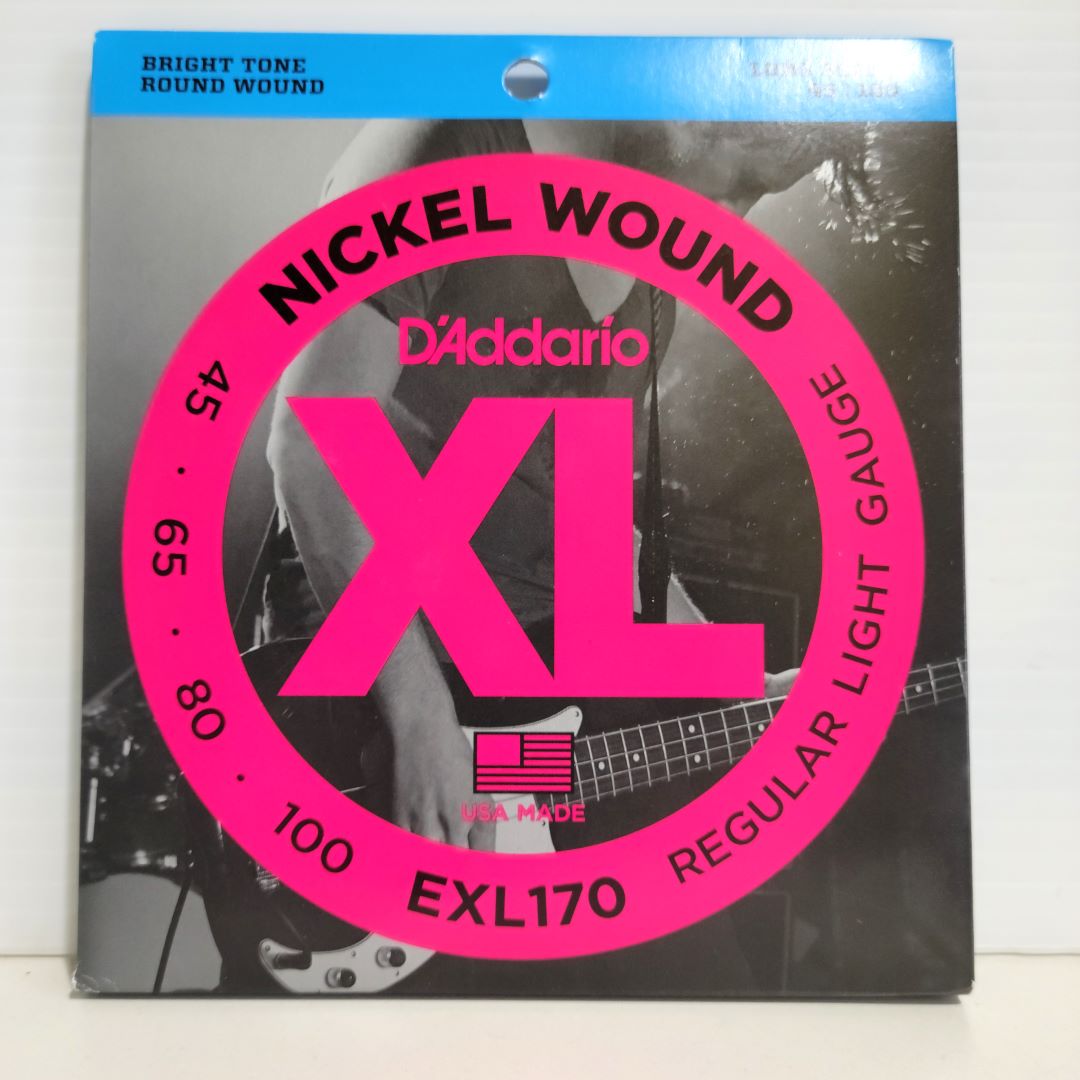 BRIGHT TONE
ROUND WOUND
NICKEL WOUND
D'Addario
XL
USA MADE
45 · 65 · 80 · 100
EXL170
REGULAR LIGHT GAUGE